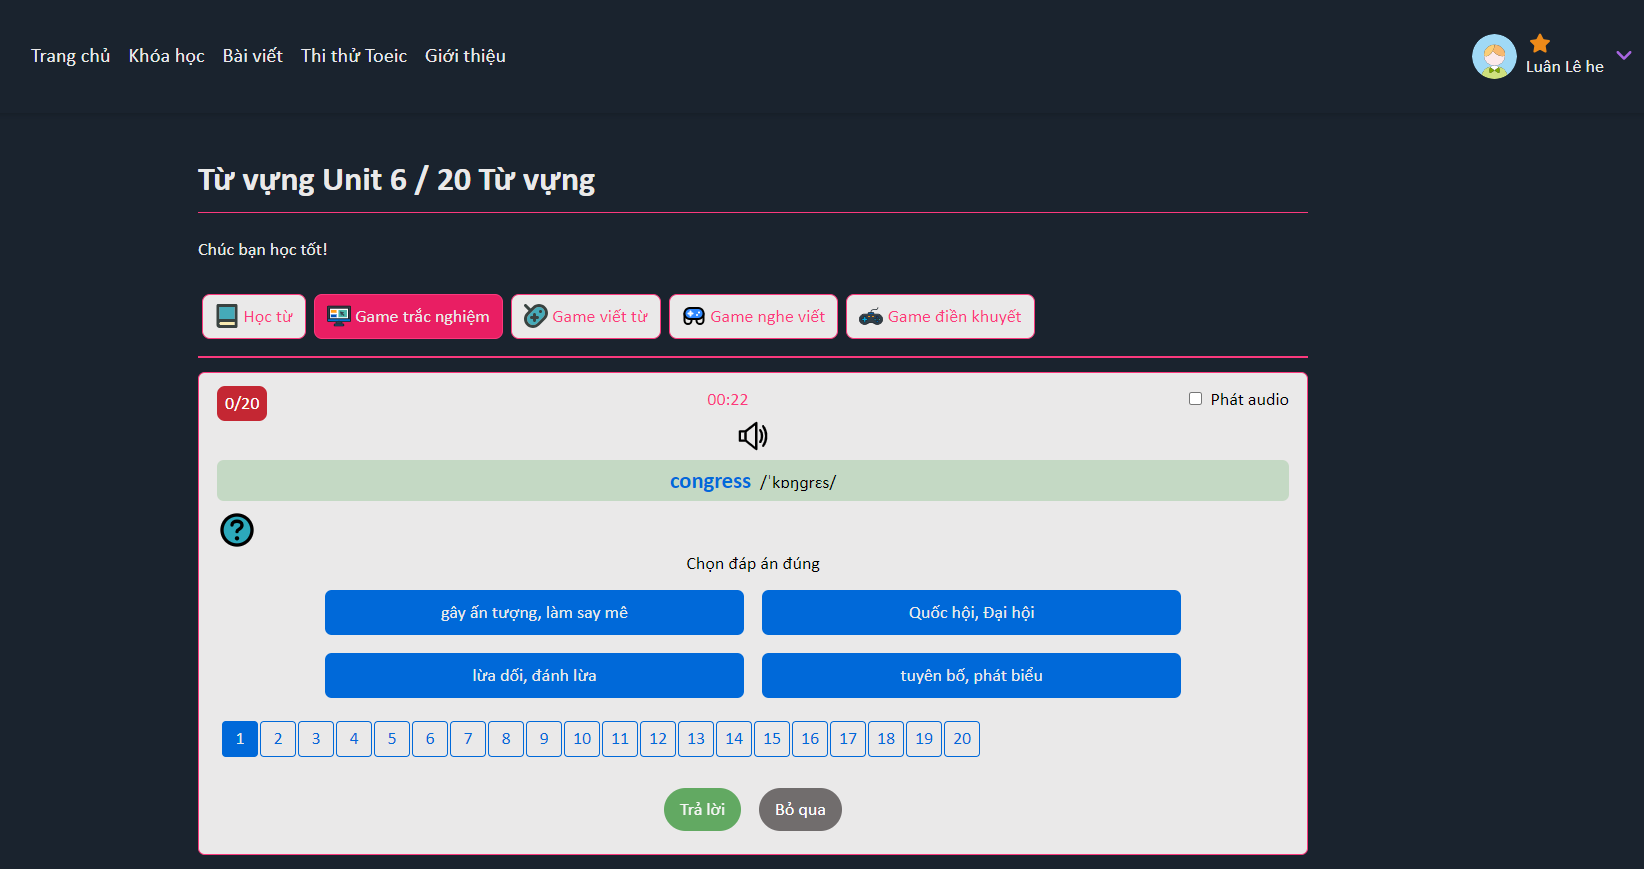 Trang chủ Khóa học Bài viết Thi thử Toeic Giới thiệu
Luân Lê he
Từ vựng Unit 6 / 20 Từ vựng
Chúc bạn học tốt!
Học từ Game trắc nghiệm Game viết từ Game nghe viết Game điền khuyết
0/20 00:22 Phát audio
congress /ˈkɒŋgrɛs/
Chọn đáp án đúng
gây ấn tượng, làm say mê Quốc hội, Đại hội
lừa dối, đánh lừa tuyên bố, phát biểu
1 2 3 4 5 6 7 8 9 10 11 12 13 14 15 16 17 18 19 20
Trả lời Bỏ qua